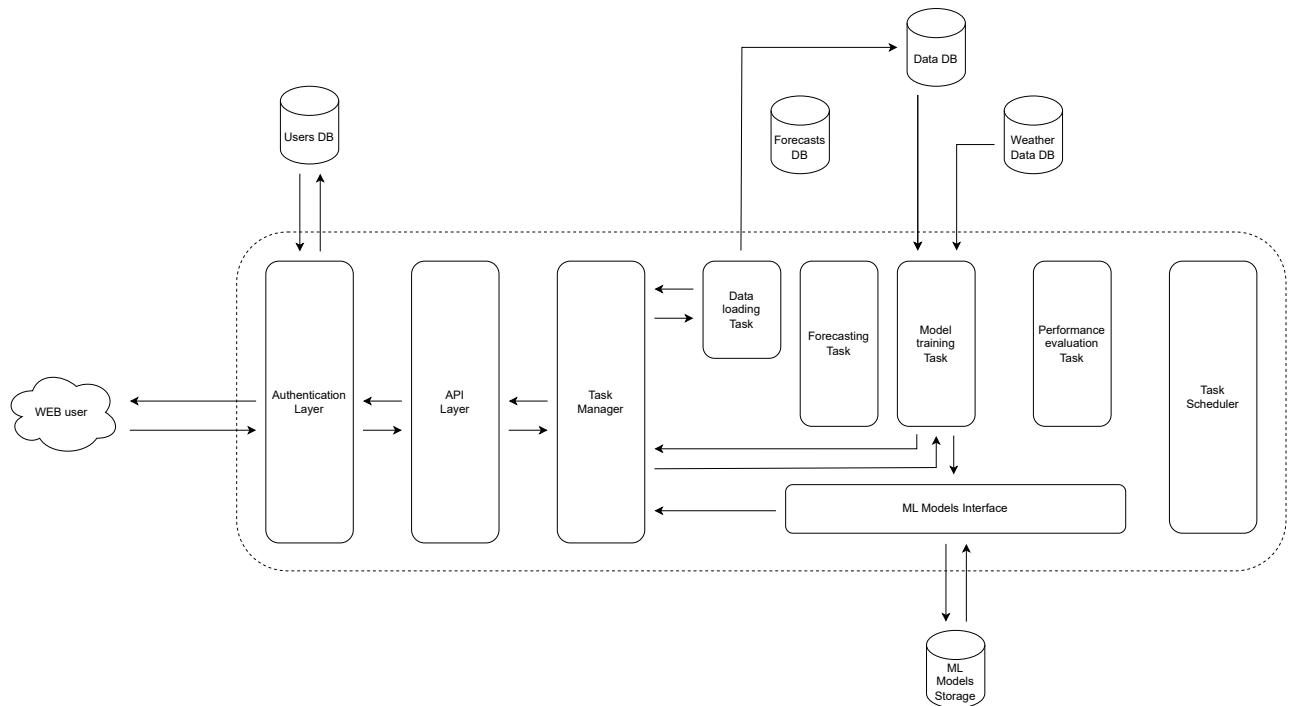 Data DB
Users DB
Forecasts
DB
Weather
Data DB
WEB user
Authentication
Layer
API
Layer
Task
Manager
Data
loading
Task
Forecasting
Task
Model
training
Task
Performance
evaluation
Task
Task
Scheduler
ML Models Interface
ML
Models
Storage